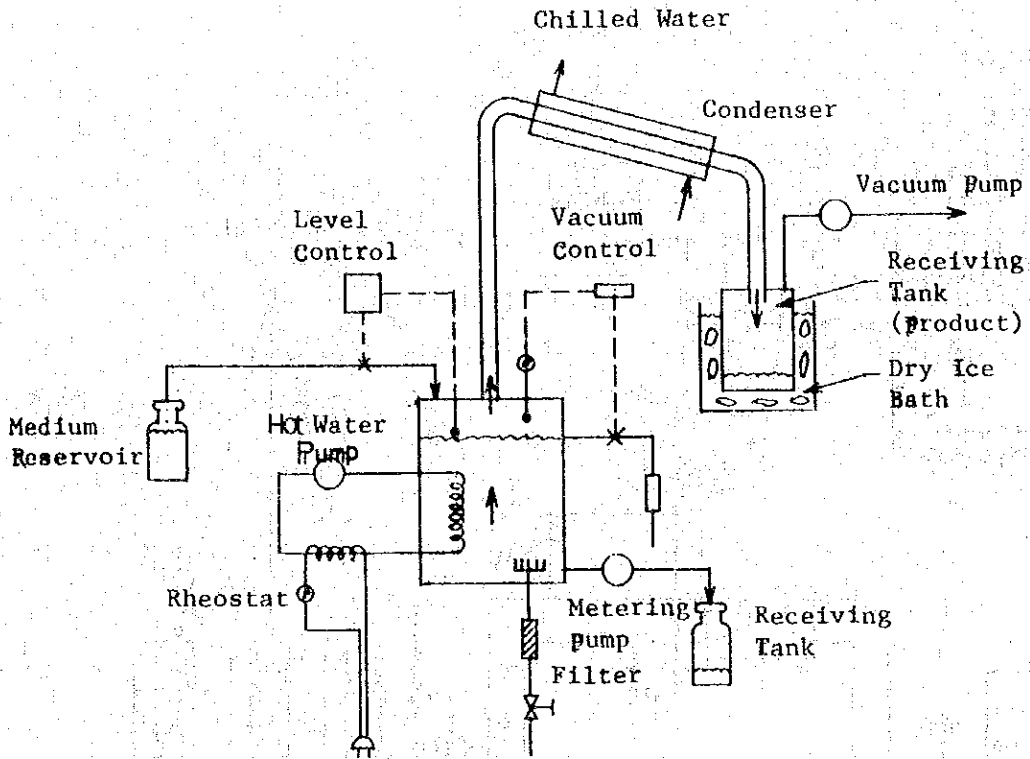 Chilled Water
Condenser
Vacuum Pump
Level
Control
Vacuum
Control
Receiving
Tank
(product)
Dry Ice
Bath
Medium
Reservoir
Hot Water
Pump
Rheostat
Metering
pump
Filter
Receiving
Tank